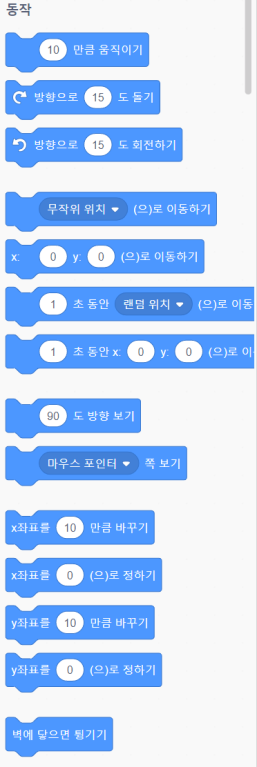 동작
10 만큼 움직이기
방향으로 15 도 돌기
방향으로 15 도 회전하기
무작위 위치 (으)로 이동하기
x: 0 y: 0 (으)로 이동하기
1 초 동안 랜덤 위치 (으)로 이동
1 초 동안 x: 0 y: 0 (으)로 이
90 도 방향 보기
마우스 포인터 쪽 보기
x좌표를 10 만큼 바꾸기
x좌표를 0 (으)로 정하기
y좌표를 10 만큼 바꾸기
y좌표를 0 (으)로 정하기
벽에 닿으면 튕기기